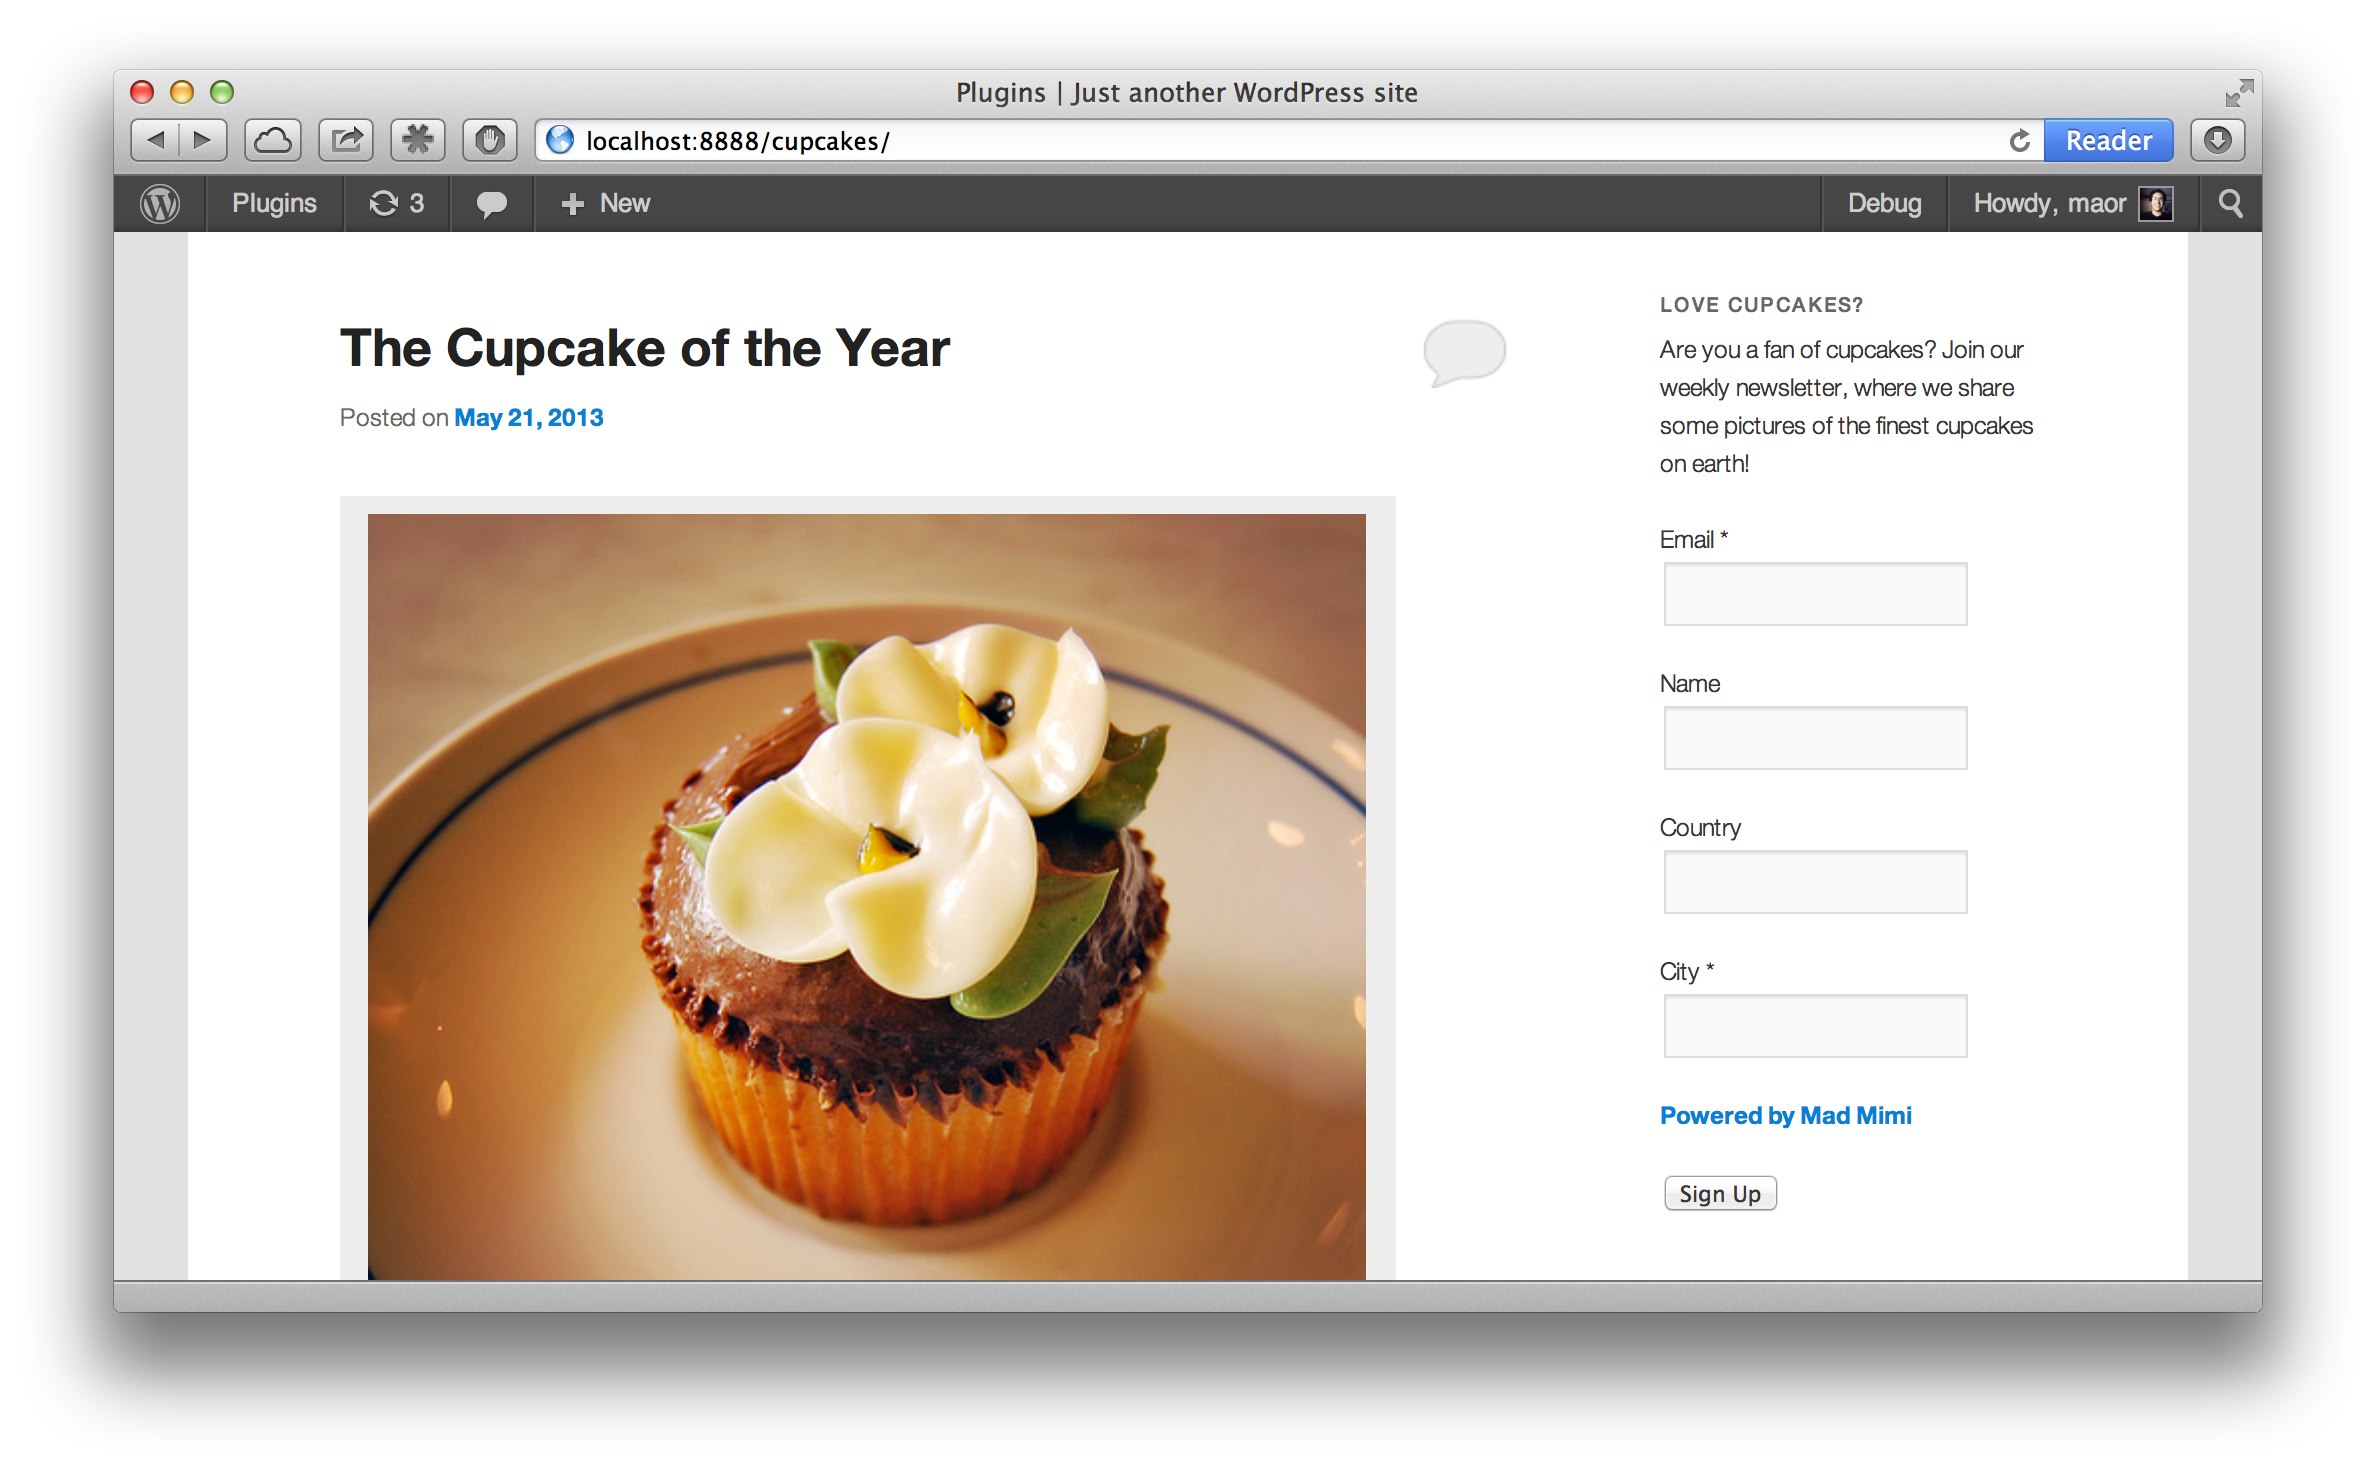 Plugins | Just another WordPress site
localhost:8888/cupcakes/
Reader
Plugins
3
New
Debug
Howdy, maor
The Cupcake of the Year
Posted on May 21, 2013
LOVE CUPCAKES?
Are you a fan of cupcakes? Join our
weekly newsletter, where we share
some pictures of the finest cupcakes
on earth!
Email *
Name
Country
City *
Powered by Mad Mimi
Sign Up